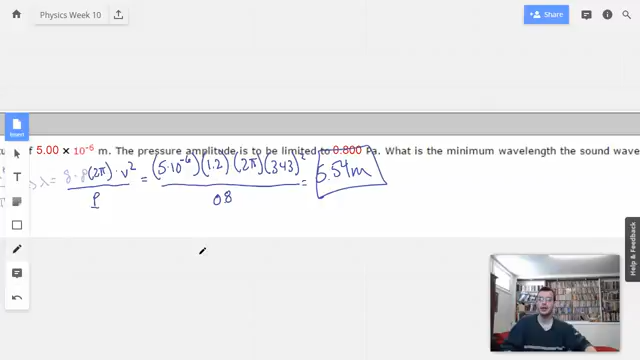 Physics Week 10
Share
Insert
of 5.00 × 10⁻⁶ m. The pressure amplitude is to be limited to 0.800 Pa. What is the minimum wavelength the sound wave
λ = (2π) · v² = (5·10⁻⁶)(1.2)(2π)(343)² = 5.54m
P 08
Help & Feedback